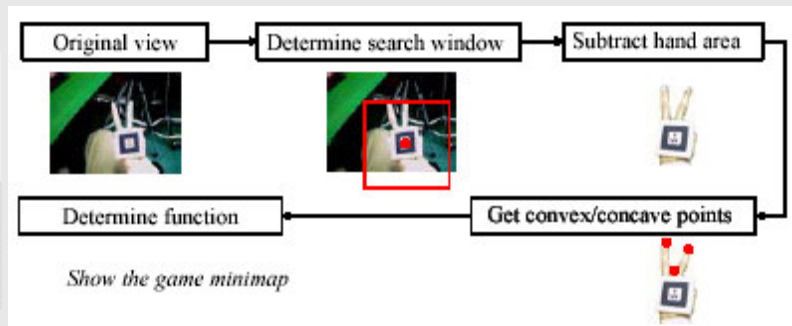 Original view
Determine search window
Subtract hand area
Get convex/concave points
Determine function
Show the game minimap